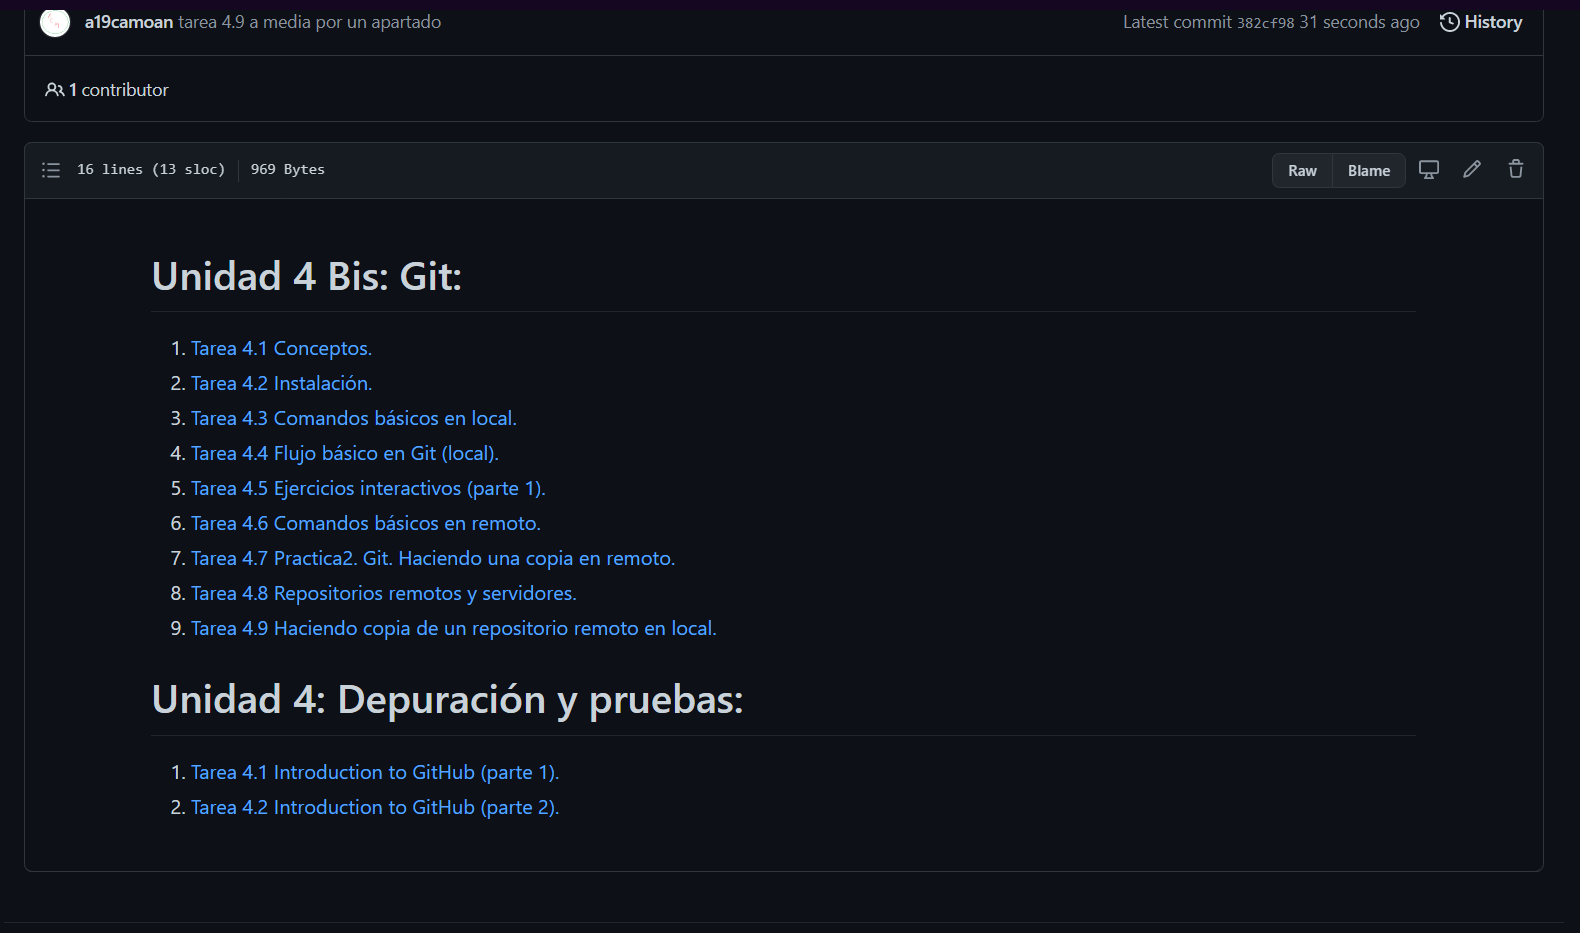 a19camoan tarea 4.9 a media por un apartado Latest commit 382cf98 31 seconds ago History
1 contributor
16 lines (13 sloc) 969 Bytes Raw Blame
Unidad 4 Bis: Git:
1. Tarea 4.1 Conceptos.
2. Tarea 4.2 Instalación.
3. Tarea 4.3 Comandos básicos en local.
4. Tarea 4.4 Flujo básico en Git (local).
5. Tarea 4.5 Ejercicios interactivos (parte 1).
6. Tarea 4.6 Comandos básicos en remoto.
7. Tarea 4.7 Practica2. Git. Haciendo una copia en remoto.
8. Tarea 4.8 Repositorios remotos y servidores.
9. Tarea 4.9 Haciendo copia de un repositorio remoto en local.
Unidad 4: Depuración y pruebas:
1. Tarea 4.1 Introduction to GitHub (parte 1).
2. Tarea 4.2 Introduction to GitHub (parte 2).